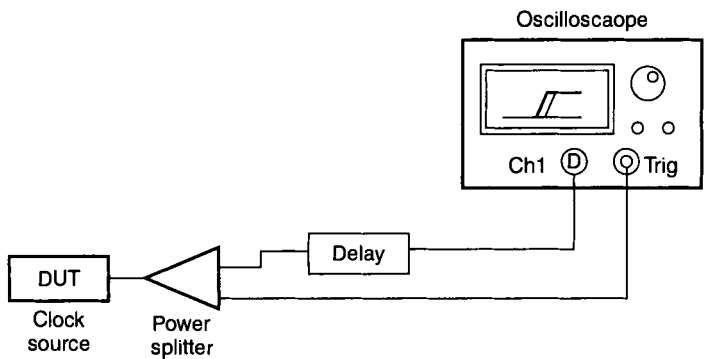 Oscilloscaope
Ch1
D
Trig
Delay
DUT
Clock
source
Power
splitter